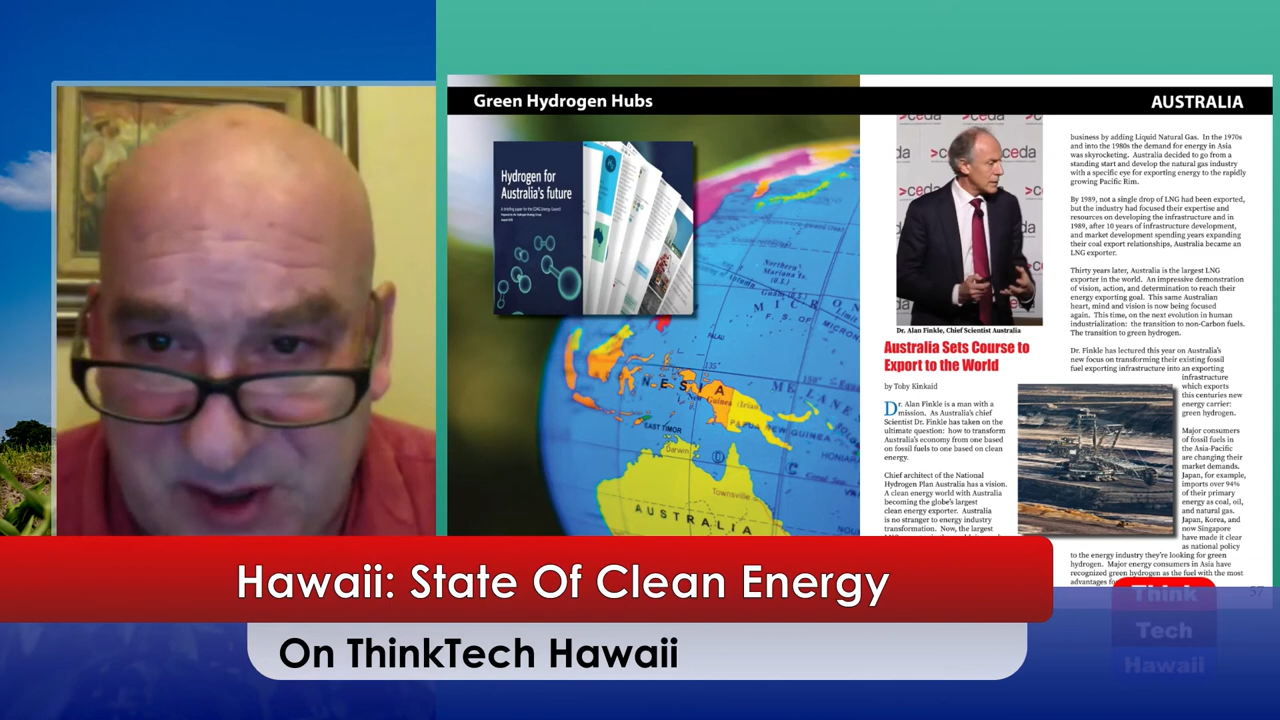 Green Hydrogen Hubs
AUSTRALIA
Hydrogen for
Australia's future
>ceda
ceda
>ceda
Dr. Alan Finkle, Chief Scientist Australia
Australia Sets Course to
Export to the World
by Toby Kinkaid
Dr. Alan Finkle is a man with a
mission. As Australia's chief
Scientist Dr. Finkle has taken on the
ultimate question: how to transform
Australia's economy from one based
on fossil fuels to one based on clean
energy.
Chief architect of the National
Hydrogen Plan Australia has a vision.
A clean energy world with Australia
becoming the globe's largest
clean energy exporter. Australia
is no stranger to energy industry
transformation. Now, the largest
business by adding Liquid Natural Gas. In the 1970s
and into the 1980s the demand for energy in Asia
was skyrocketing. Australia decided to go from a
standing start and develop the natural gas industry
with a specific eye for exporting energy to the rapidly
growing Pacific Rim.
By 1989, not a single drop of LNG had been exported,
but the industry had focused their expertise and
resources on developing the infrastructure and in
1989, after 10 years of infrastructure development,
and market development spending years expanding
their coal export relationships, Australia became an
LNG exporter.
Thirty years later, Australia is the largest LNG
exporter in the world. An impressive demonstration
of vision, action, and determination to reach their
energy exporting goal. This same Australian
heart, mind and vision is now being focused
again. This time, on the next evolution in human
industrialization: the transition to non-Carbon fuels.
The transition to green hydrogen.
Dr. Finkle has lectured this year on Australia's
new focus on transforming their existing fossil
fuel exporting infrastructure into an exporting
infrastructure
which exports
this centuries new
energy carrier:
green hydrogen.
Major consumers
of fossil fuels in
the Asia-Pacific
are changing their
market demands.
Japan, for example,
imports over 94%
of their primary
energy as coal, oil,
and natural gas.
Japan, Korea, and
now Singapore
have made it clear
as national policy
to the energy industry they're looking for green
hydrogen. Major energy consumers in Asia have
recognized green hydrogen as the fuel with the most
advantages
57
PALAU
135°
NESIA
New Guinea
PAPUA NEW GUINEA
EAST TIMOR
Darwin
Townsville
AUSTRALIA
Hawaii: State Of Clean Energy
On ThinkTech Hawaii
Think
Tech
Hawaii